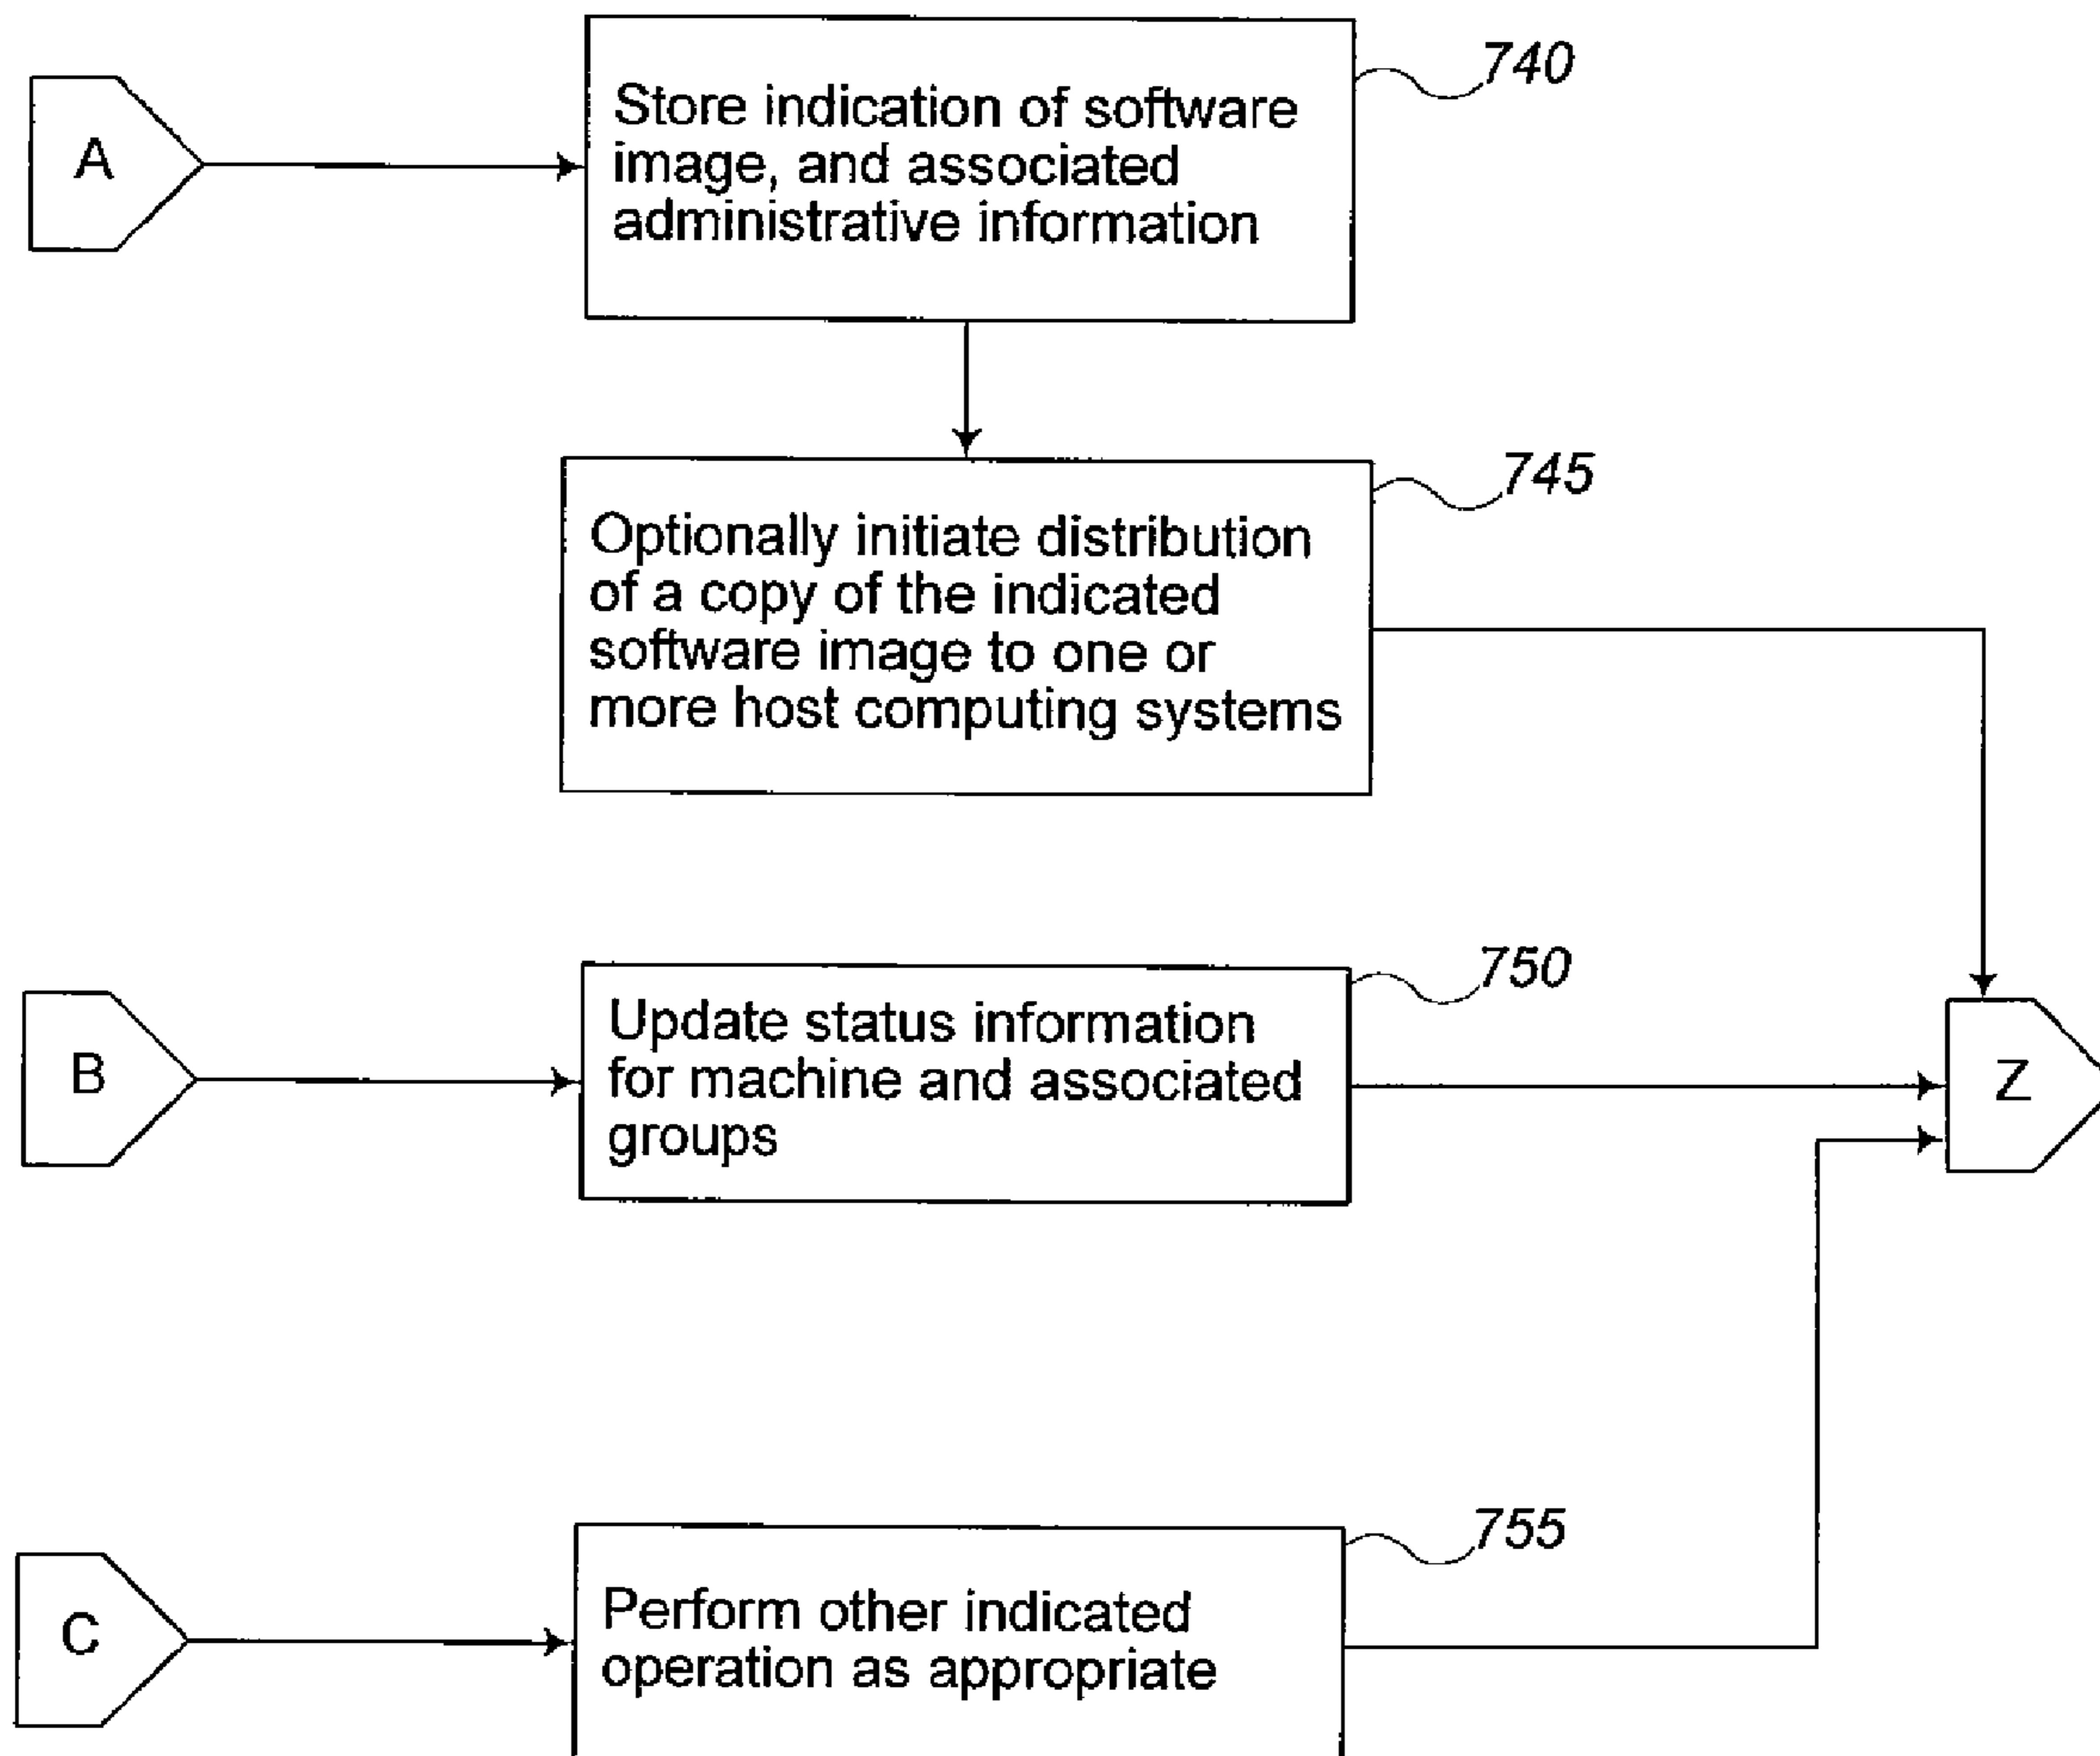 740
A
Store indication of software
image, and associated
administrative information
745
Optionally initiate distribution
of a copy of the indicated
software image to one or
more host computing systems
750
B
Update status information
for machine and associated
groups
Z
755
C
Perform other indicated
operation as appropriate